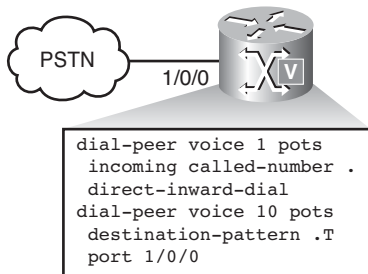 PSTN
1/0/0
V
dial-peer voice 1 pots
incoming called-number .
direct-inward-dial
dial-peer voice 10 pots
destination-pattern .T
port 1/0/0